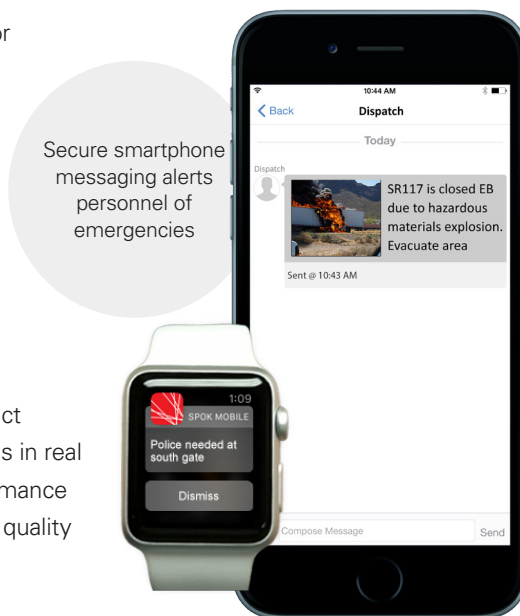 or
Secure smartphone
messaging alerts
personnel of
emergencies
10:44 AM
Back
Dispatch
Today
Dispatch
SR117 is closed EB
due to hazardous
materials explosion.
Evacuate area
Sent @ 10:43 AM
1:09
SPOK MOBILE
Police needed at
south gate
Dismiss
ct
s in real
mance
quality
Compose Message
Send